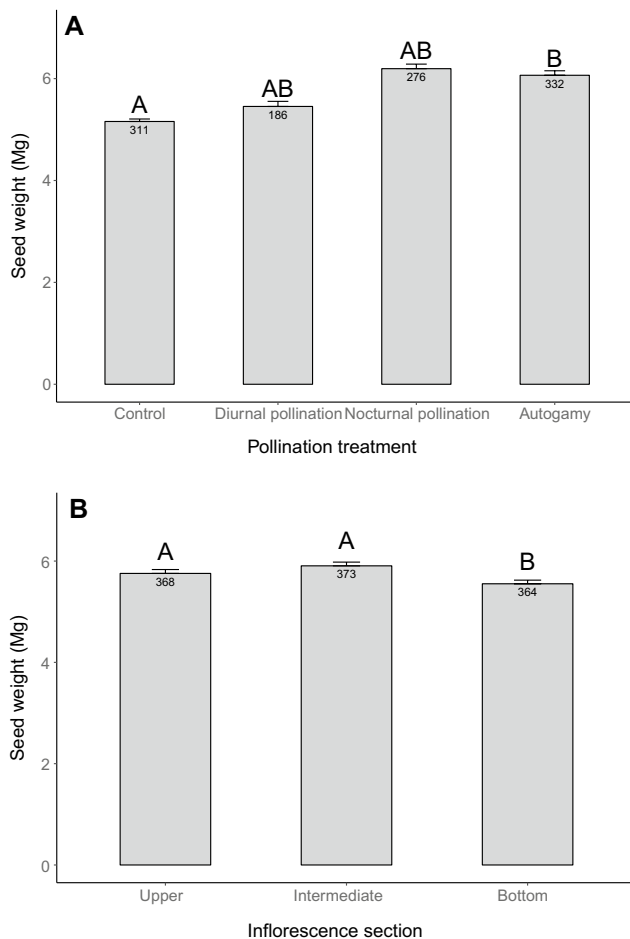 A
A AB AB B
311 186 276 332
6
4
2
0
Seed weight (Mg)
Control Diurnal pollination Nocturnal pollination Autogamy
Pollination treatment
B
A A B
368 373 364
6
4
2
0
Seed weight (Mg)
Upper Intermediate Bottom
Inflorescence section